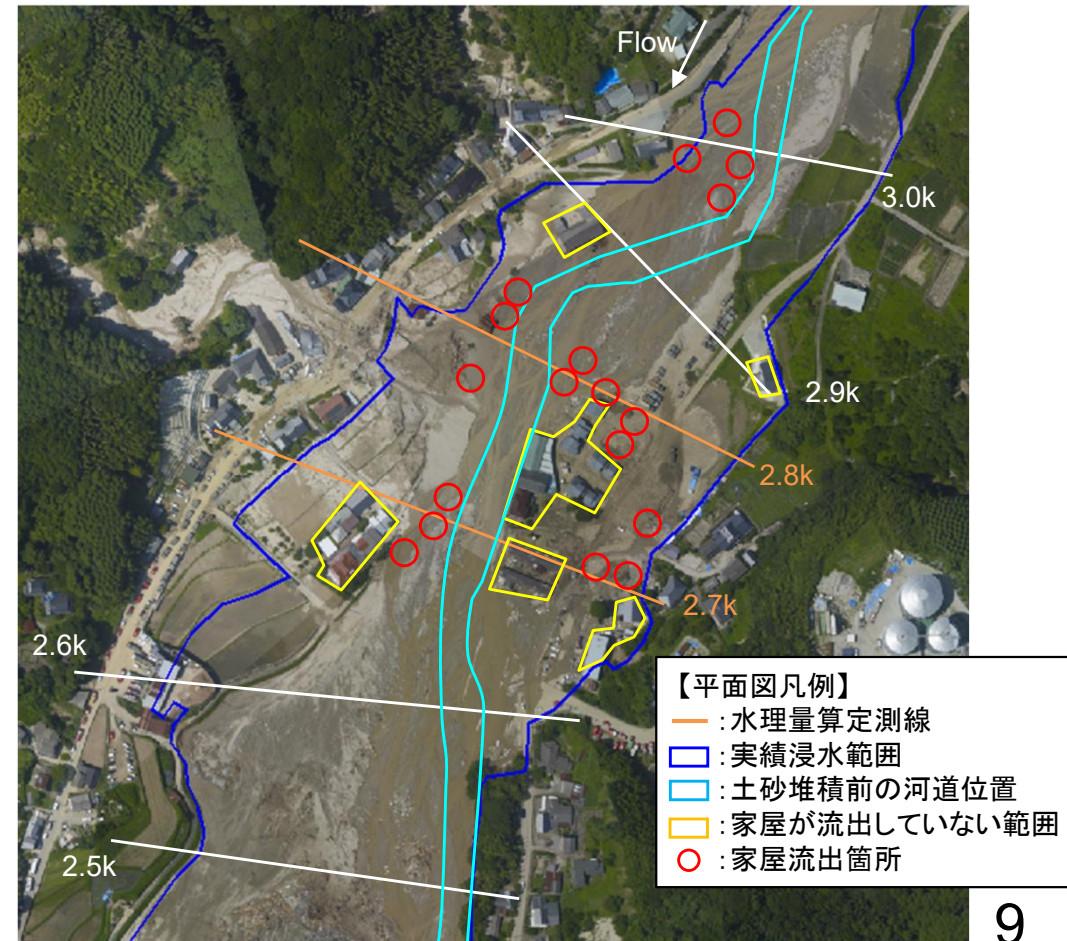 Flow
3.0k
2.9k
2.8k
2.7k
2.6k
2.5k
【平面図凡例】
:水理量算定測線
:実績浸水範囲
:土砂堆積前の河道位置
:家屋が流出していない範囲
:家屋流出箇所
9